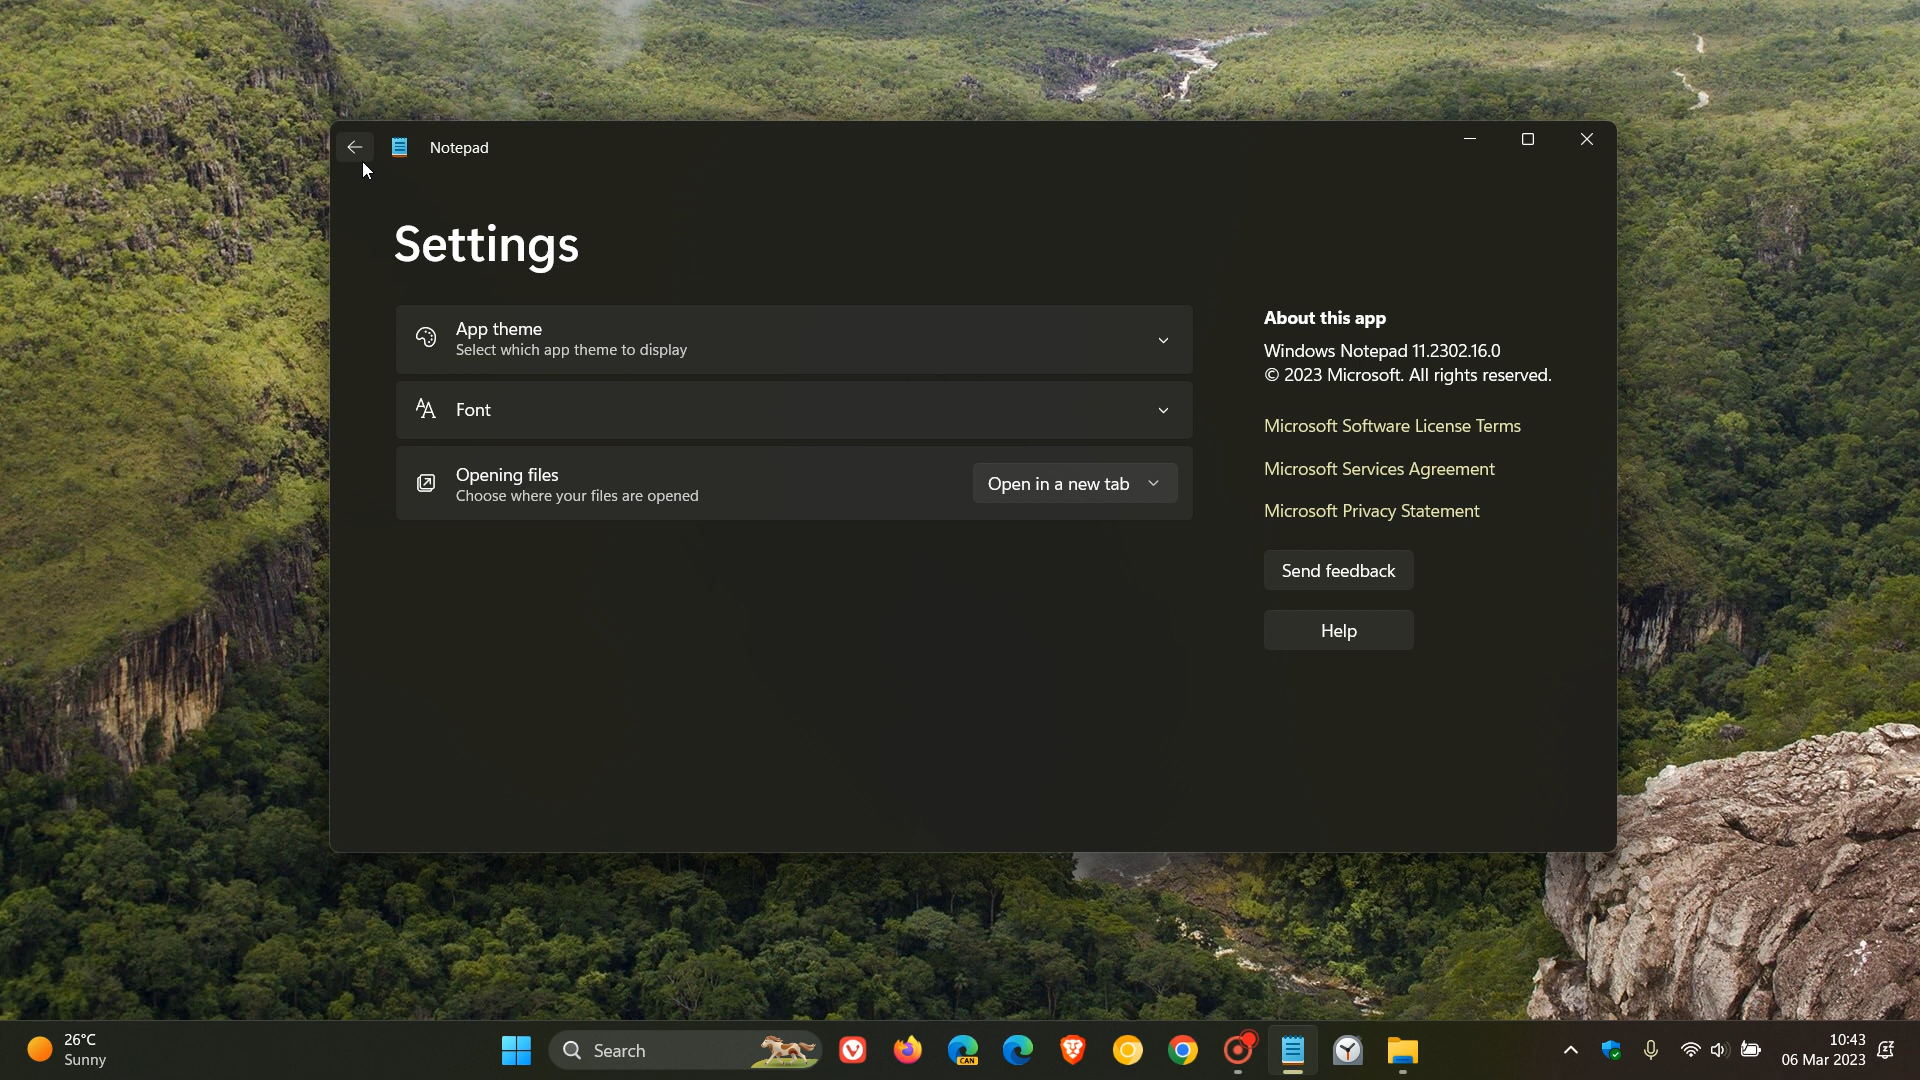 Notepad
Settings
App theme
Select which app theme to display
Font
Opening files
Choose where your files are opened
Open in a new tab
About this app
Windows Notepad 11.2302.16.0
© 2023 Microsoft. All rights reserved.
Microsoft Software License Terms
Microsoft Services Agreement
Microsoft Privacy Statement
Send feedback
Help
26°C
Sunny
Search
CAN
10:43
06 Mar 2023